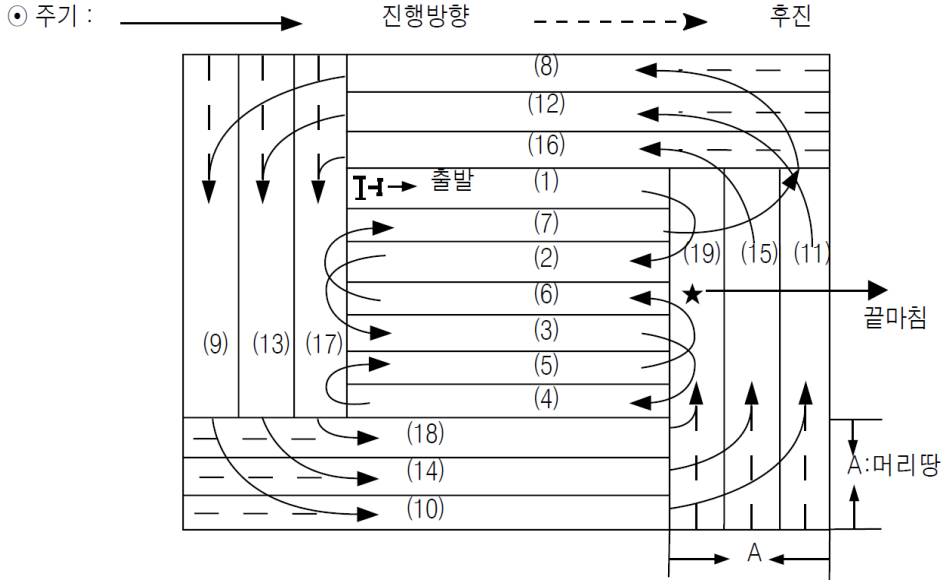 ⊙ 주기 : 진행방향 후진
(8)
(12)
(16)
출발 (1)
(7)
(2) (19) (15) (11)
(6)
끝마침
(9) (13) (17) (3)
(5)
(4)
(18)
(14) A:머리땅
(10)
A